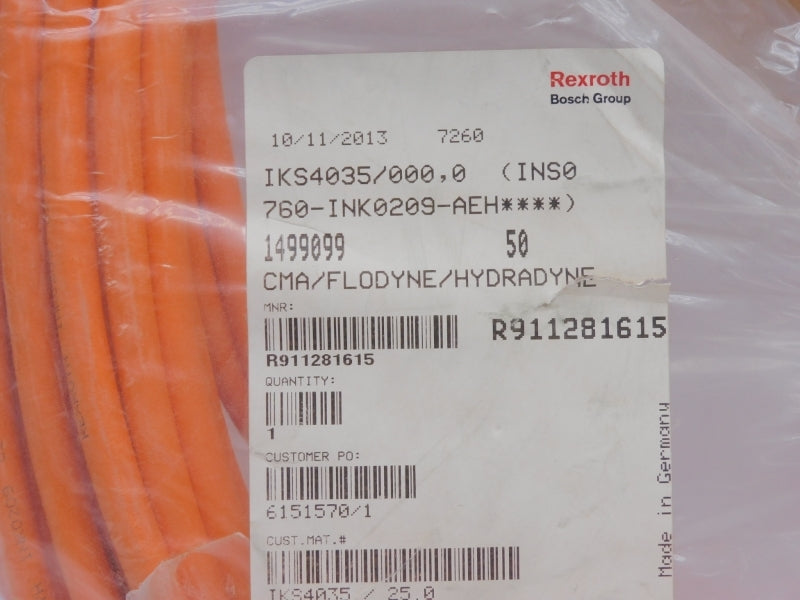 Rexroth
Bosch Group
10/11/2013 7260
IKS4035/000,0 (INS0
760-INK0209-AEH****)
1499099 50
CMA/FLODYNE/HYDRADYNE
MNR:
R911281615
R911281615
QUANTITY:
1
CUSTOMER PO:
6151570/1
CUST.MAT.#
IKS4035 / 25.0
Made in Germany